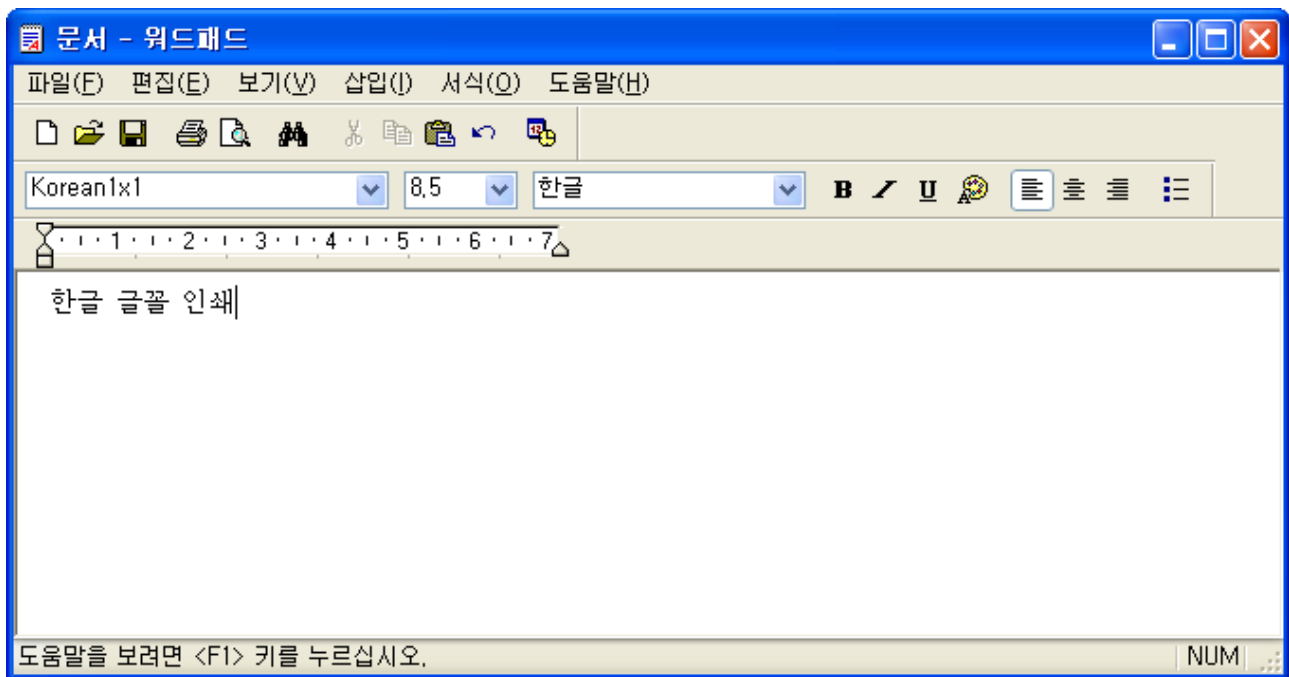 문서 - 워드패드
파일(F) 편집(E) 보기(V) 삽입(I) 서식(O) 도움말(H)
Korean1x1 8.5 한글 B / U
1 2 3 4 5 6 7
한글 글꼴 인쇄
도움말을 보려면 <F1> 키를 누르십시오. NUM